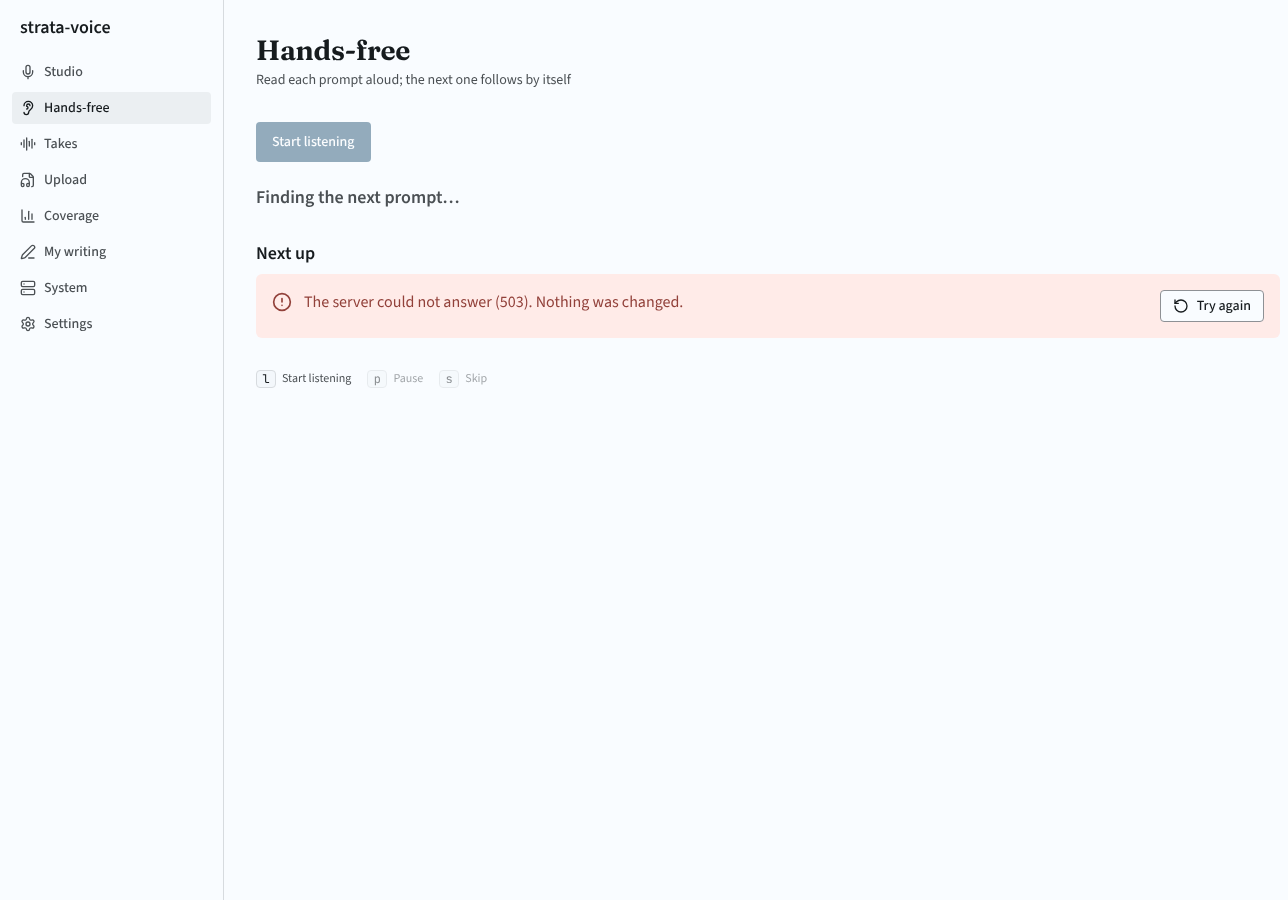 strata-voice
Studio
Hands-free
Takes
Upload
Coverage
My writing
System
Settings
Hands-free
Read each prompt aloud; the next one follows by itself
Start listening
Finding the next prompt…
Next up
The server could not answer (503). Nothing was changed.
Try again
l Start listening p Pause s Skip